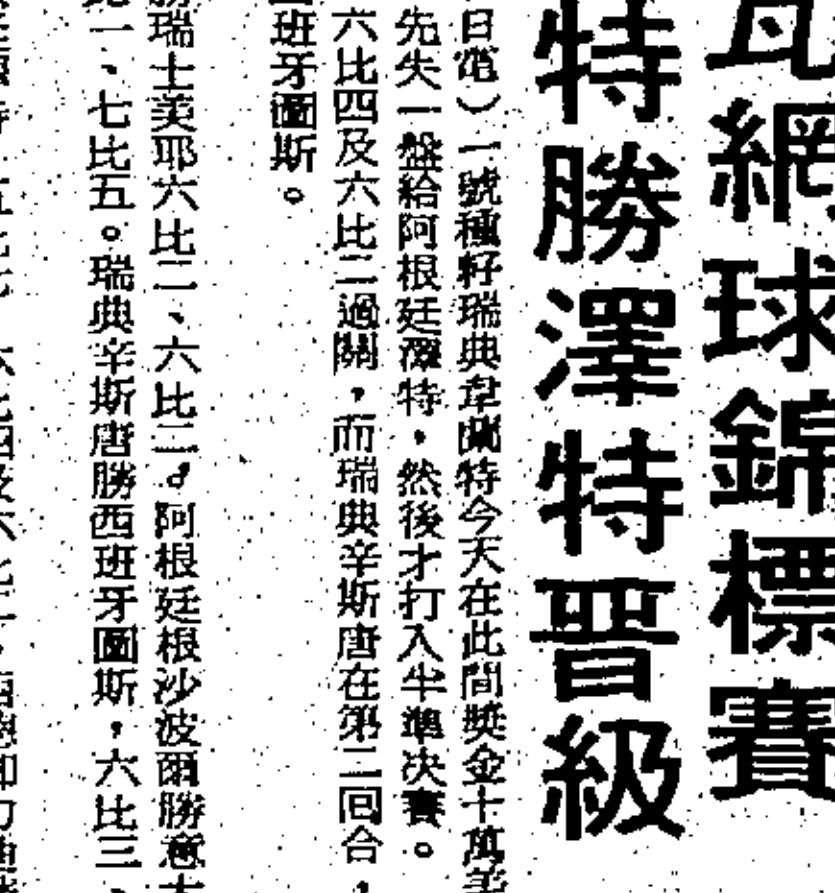 瓦網球錦標賽
特勝澤特晉級
日電）一號種籽瑞典韋蘭特今天在此間獎金十萬美
先失一盤給阿根廷澤特，然後才打入半準決賽。
六比四及六比二過關，而瑞典辛斯唐在第二回合，
班牙圖斯。
勝瑞士美耶六比二、六比二。阿根廷根沙波爾勝意大
一、七比五。瑞典辛斯唐勝西班牙圖斯，六比三、